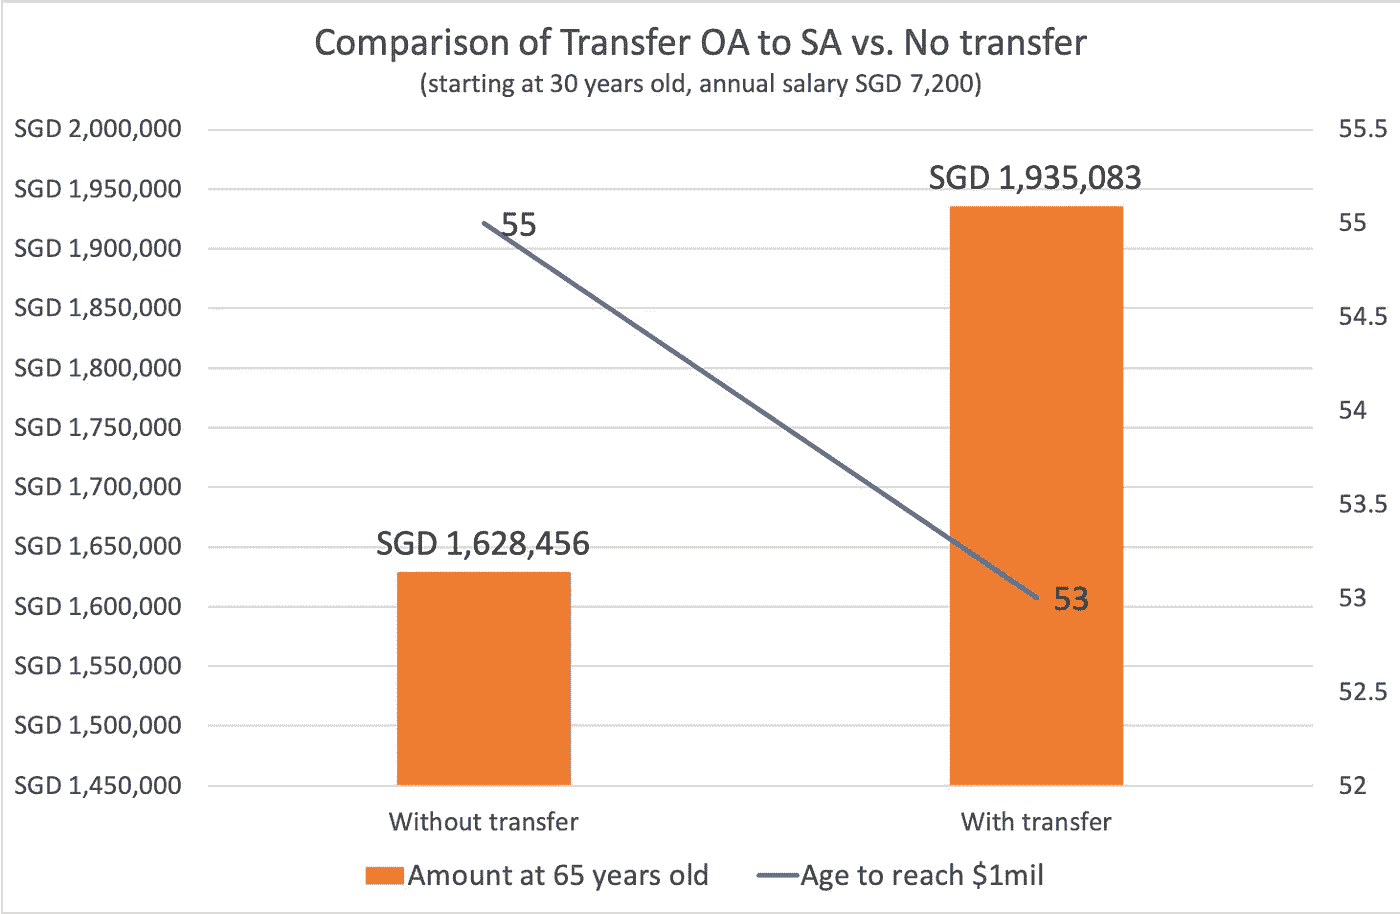 Comparison of Transfer OA to SA vs. No transfer
(starting at 30 years old, annual salary SGD 7,200)
SGD 2,000,000
SGD 1,950,000
SGD 1,900,000
SGD 1,850,000
SGD 1,800,000
SGD 1,750,000
SGD 1,700,000
SGD 1,650,000
SGD 1,600,000
SGD 1,550,000
SGD 1,500,000
SGD 1,450,000
55
SGD 1,628,456
SGD 1,935,083
53
55.5
55
54.5
54
53.5
53
52.5
52
Without transfer
With transfer
Amount at 65 years old
Age to reach $1mil